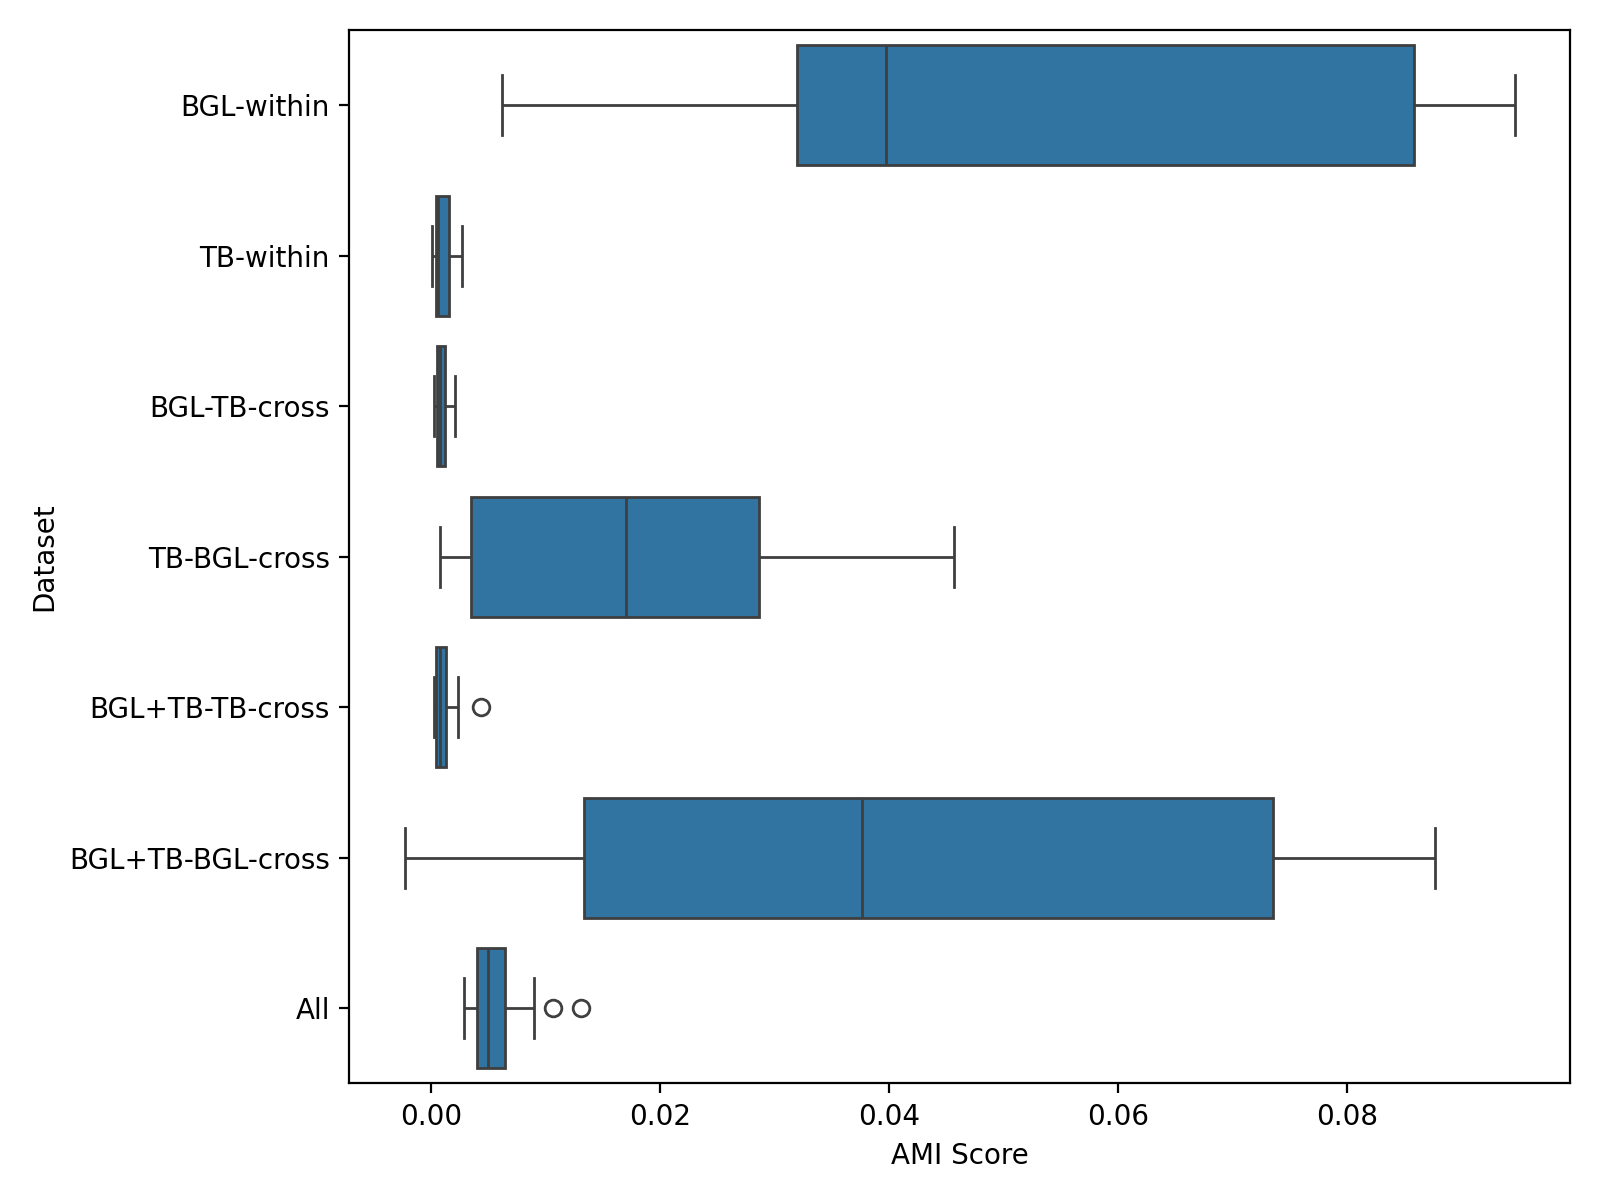 BGL-within
TB-within
BGL-TB-cross
TB-BGL-cross
BGL+TB-TB-cross
BGL+TB-BGL-cross
All
Dataset
0.00 0.02 0.04 0.06 0.08
AMI Score